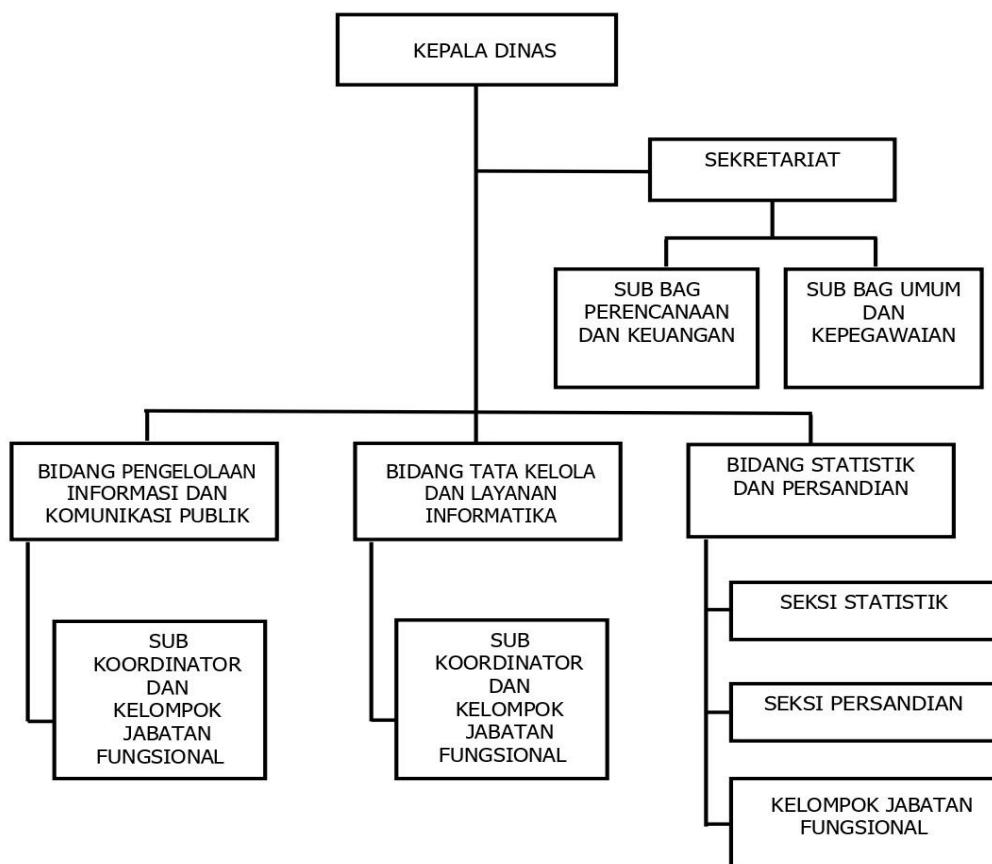 KEPALA DINAS
SEKRETARIAT
SUB BAG
PERENCANAAN
DAN KEUANGAN
SUB BAG UMUM
DAN
KEPEGAWAIAN
BIDANG PENGELOLAAN
INFORMASI DAN
KOMUNIKASI PUBLIK
BIDANG TATA KELOLA
DAN LAYANAN
INFORMATIKA
BIDANG STATISTIK
DAN PERSANDIAN
SUB
KOORDINATOR
DAN
KELOMPOK
JABATAN
FUNGSIONAL
SUB
KOORDINATOR
DAN
KELOMPOK
JABATAN
FUNGSIONAL
SEKSI STATISTIK
SEKSI PERSANDIAN
KELOMPOK JABATAN
FUNGSIONAL